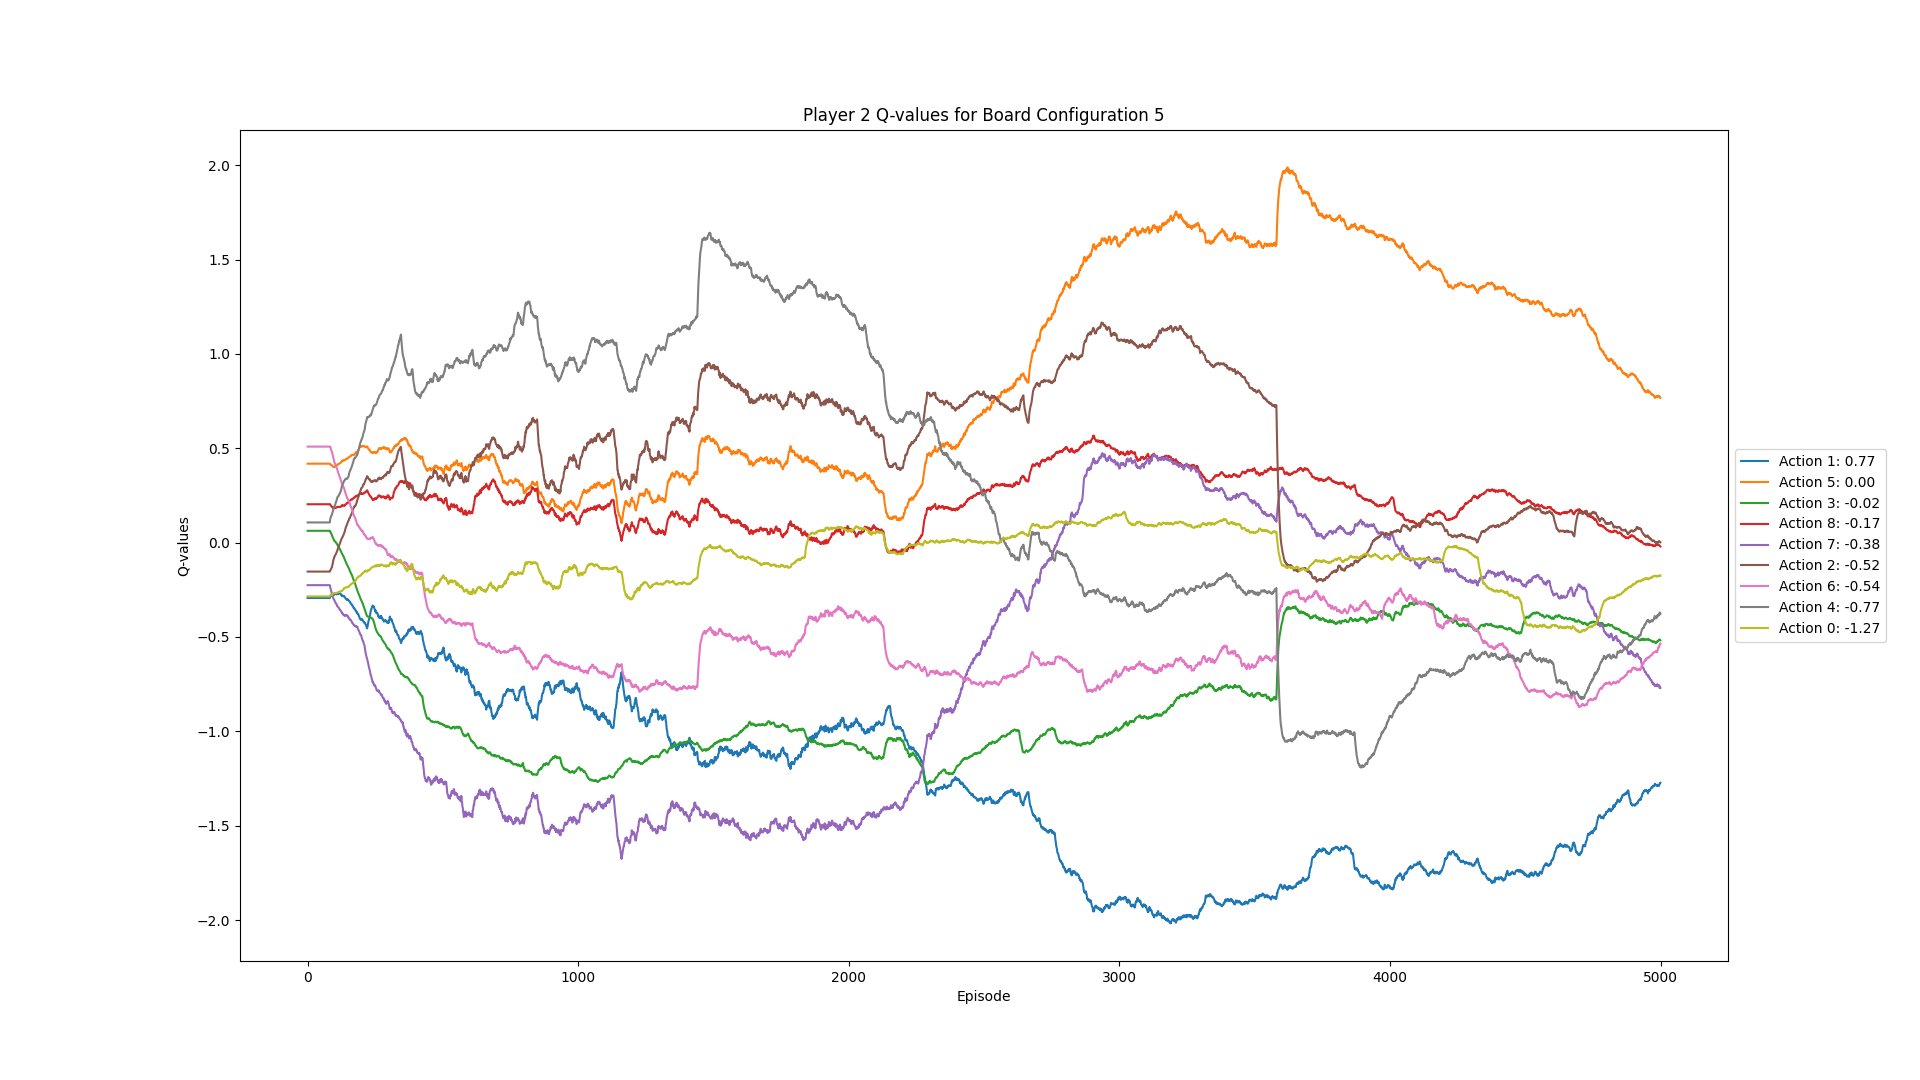 Player 2 Q-values for Board Configuration 5
2.0
1.5
1.0
0.5
0.0
−0.5
−1.0
−1.5
−2.0
Q-values
0 1000 2000 3000 4000 5000
Episode
Action 1: 0.77
Action 5: 0.00
Action 3: -0.02
Action 8: -0.17
Action 7: -0.38
Action 2: -0.52
Action 6: -0.54
Action 4: -0.77
Action 0: -1.27